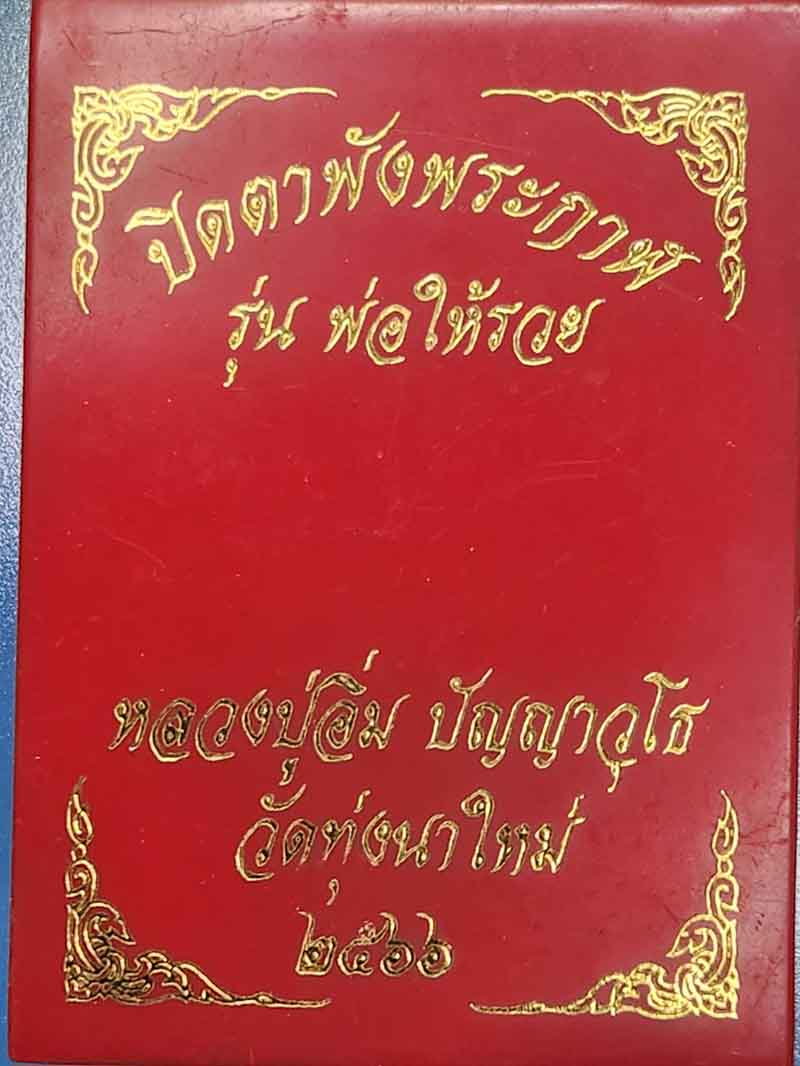 ปิดตาพังพระกาฬ
รุ่น พ่อให้รวย
หลวงปู่อิ่ม ปัญญาวุโธ
วัดทุ่งนาใหม่
๒๕๖๖